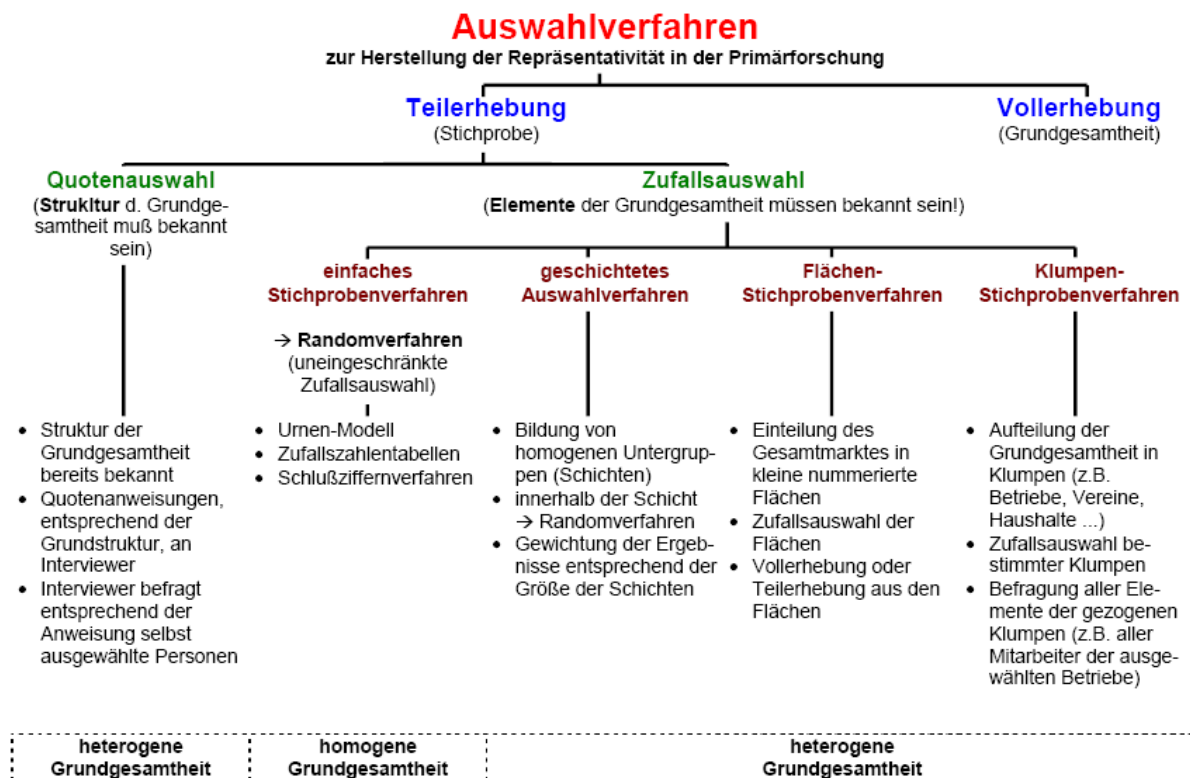 Auswahlverfahren
zur Herstellung der Repräsentativität in der Primärforschung
Teilerhebung
(Stichprobe)
Vollerhebung
(Grundgesamtheit)
Quotenauswahl
(Strukltur d. Grundge-
samtheit muß bekannt
sein)
Zufallsauswahl
(Elemente der Grundgesamtheit müssen bekannt sein!)
einfaches
Stichprobenverfahren
→ Randomverfahren
(uneingeschränkte
Zufallsauswahl)
geschichtetes
Auswahlverfahren
Flächen-
Stichprobenverfahren
Klumpen-
Stichprobenverfahren
• Struktur der
Grundgesamtheit
bereits bekannt
• Quotenanweisungen,
entsprechend der
Grundstruktur, an
Interviewer
• Interviewer befragt
entsprechend der
Anweisung selbst
ausgewählte Personen
• Urnen-Modell
• Zufallszahlentabellen
• Schlußziffernverfahren
• Bildung von
homogenen Untergrup-
pen (Schichten)
• innerhalb der Schicht
→ Randomverfahren
• Gewichtung der Ergeb-
nisse entsprechend der
Größe der Schichten
• Einteilung des
Gesamtmarktes in
kleine nummerierte
Flächen
• Zufallsauswahl der
Flächen
• Vollerhebung oder
Teilerhebung aus den
Flächen
• Aufteilung der
Grundgesamtheit in
Klumpen (z.B.
Betriebe, Vereine,
Haushalte ...)
• Zufallsauswahl be-
stimmter Klumpen
• Befragung aller Ele-
mente der gezogenen
Klumpen (z.B. aller
Mitarbeiter der ausge-
wählten Betriebe)
heterogene
Grundgesamtheit
homogene
Grundgesamtheit
heterogene
Grundgesamtheit